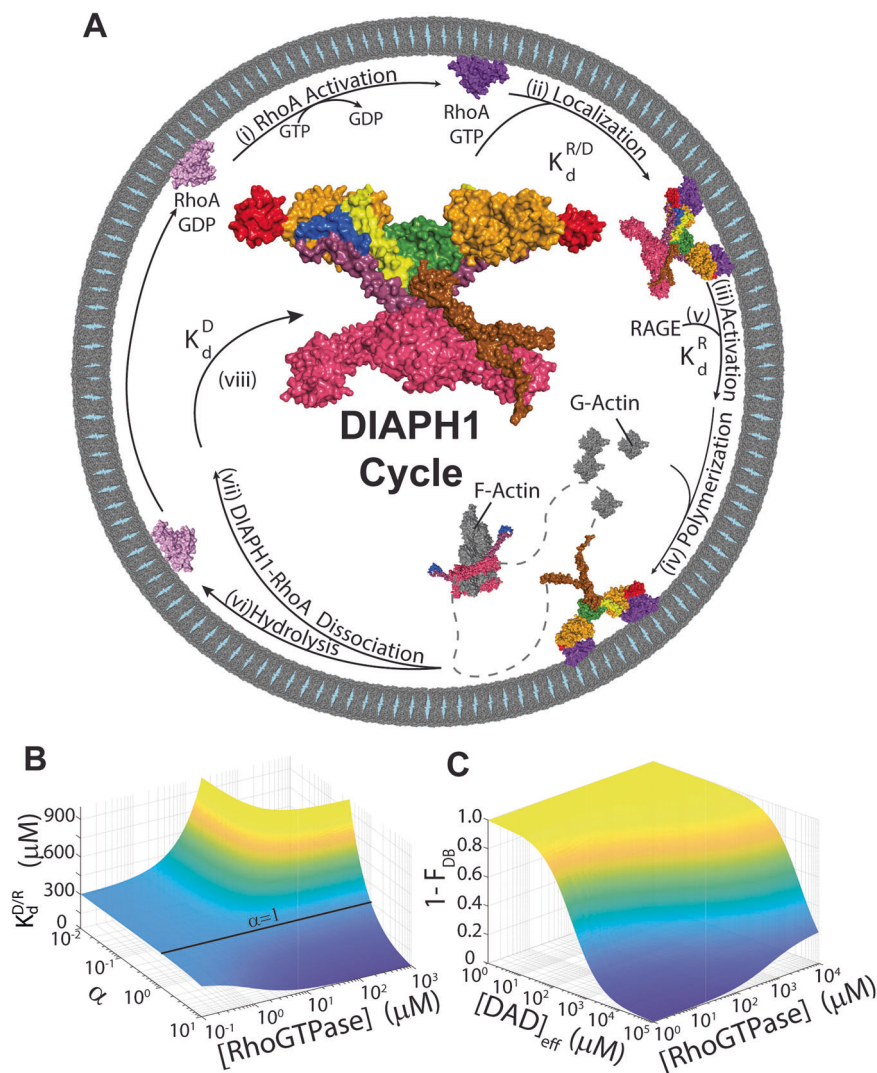 A
(i) RhoA Activation
GTP
GDP
RhoA
GTP
(ii) Localization
K_d^{R/D}
RhoA
GDP
(iii) Activation
RAGE
(v)
K_d^R
K_d^D
(viii)
DIAPH1
Cycle
G-Actin
F-Actin
(iv) Polymerization
(vii) DIAPH1-RhoA Dissociation
(vi) Hydrolysis
B
K_d^{D/R} (μM)
900
600
300
0
α=1
10^{-2}
10^{-1}
10^0
10^1
α
10^{-1}
10^0
10^1
10^2
10^3
[RhoGTPase] (μM)
C
1- F_{DB}
1.0
0.8
0.6
0.4
0.2
0
10^0
10^1
10^2
10^3
10^4
10^5
[DAD]_{eff} (μM)
10^0
10^1
10^2
10^3
10^4
[RhoGTPase] (μM)